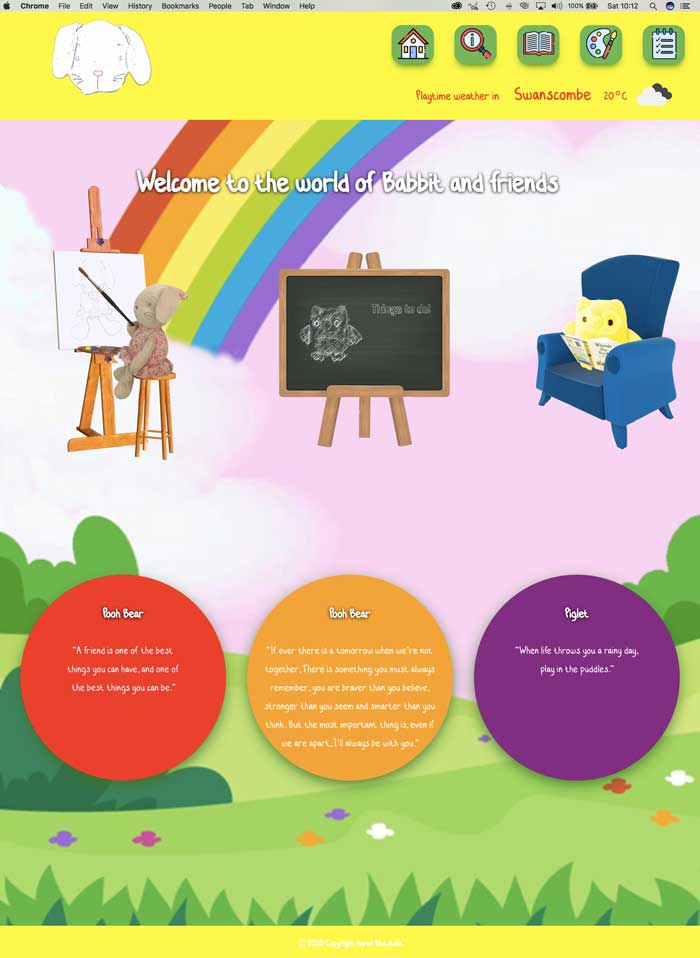 Chrome File Edit View History Bookmarks People Tab Window Help 100% Sat 10:12
Playtime weather in Swanscombe 20°C
Welcome to the world of Babbit and friends
Things to do!
Pooh Bear
"A friend is one of the best
things you can have, and one of
the best things you can be."
Pooh Bear
"If ever there is a tomorrow when we're not
together, There is something you must always
remember, you are braver than you believe,
stronger than you seem and smarter than you
think. But the most important thing is, even if
we are apart, I'll always be with you."
Piglet
"When life throws you a rainy day,
play in the puddles."
© 2020 Copyright